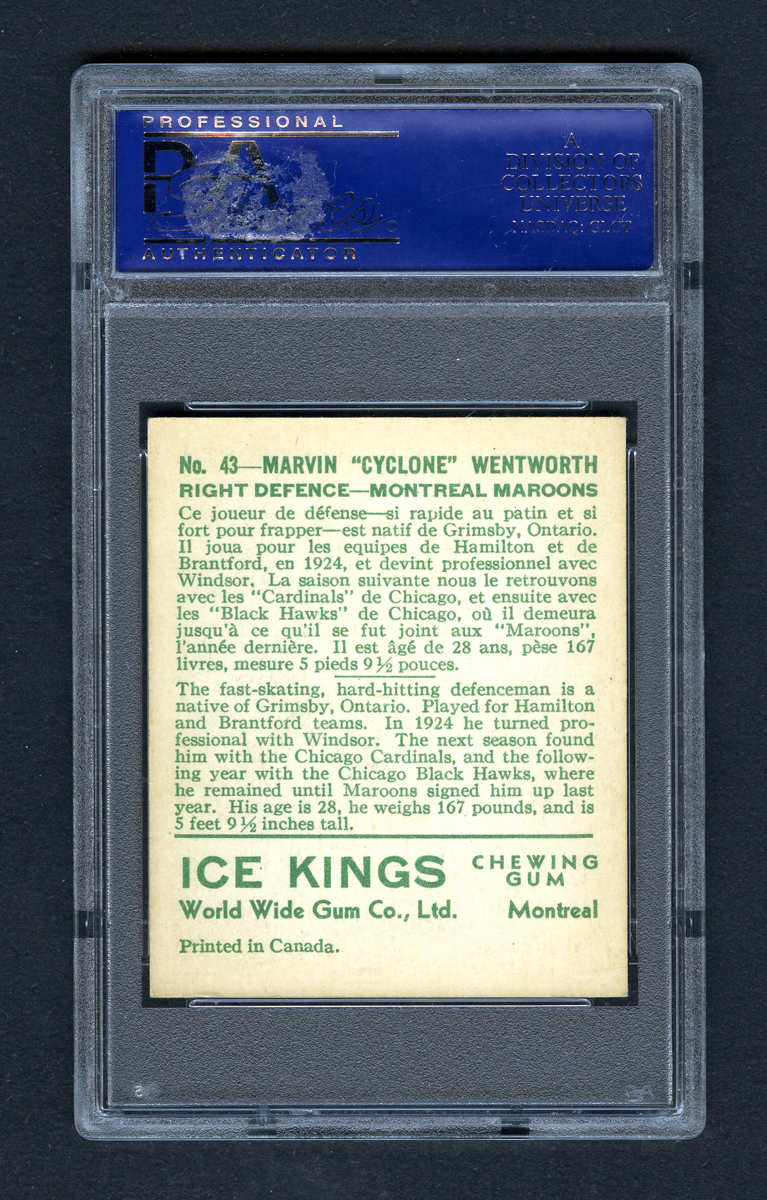 PROFESSIONAL
AUTHENTICATOR
A
DIVISION OF
COLLECTORS
UNIVERSE
NASDAQ: CLCT
No. 43—MARVIN "CYCLONE" WENTWORTH
RIGHT DEFENCE—MONTREAL MAROONS
Ce joueur de défense—si rapide au patin et si
fort pour frapper—est natif de Grimsby, Ontario.
Il joua pour les equipes de Hamilton et de
Brantford, en 1924, et devint professionnel avec
Windsor. La saison suivante nous le retrouvons
avec les "Cardinals" de Chicago, et ensuite avec
les "Black Hawks" de Chicago, où il demeura
jusqu'à ce qu'il se fut joint aux "Maroons",
l'année dernière. Il est âgé de 28 ans, pèse 167
livres, mesure 5 pieds 9½ pouces.
The fast-skating, hard-hitting defenceman is a
native of Grimsby, Ontario. Played for Hamilton
and Brantford teams. In 1924 he turned pro-
fessional with Windsor. The next season found
him with the Chicago Cardinals, and the follow-
ing year with the Chicago Black Hawks, where
he remained until Maroons signed him up last
year. His age is 28, he weighs 167 pounds, and is
5 feet 9½ inches tall.
ICE KINGS CHEWING GUM
World Wide Gum Co., Ltd. Montreal
Printed in Canada.